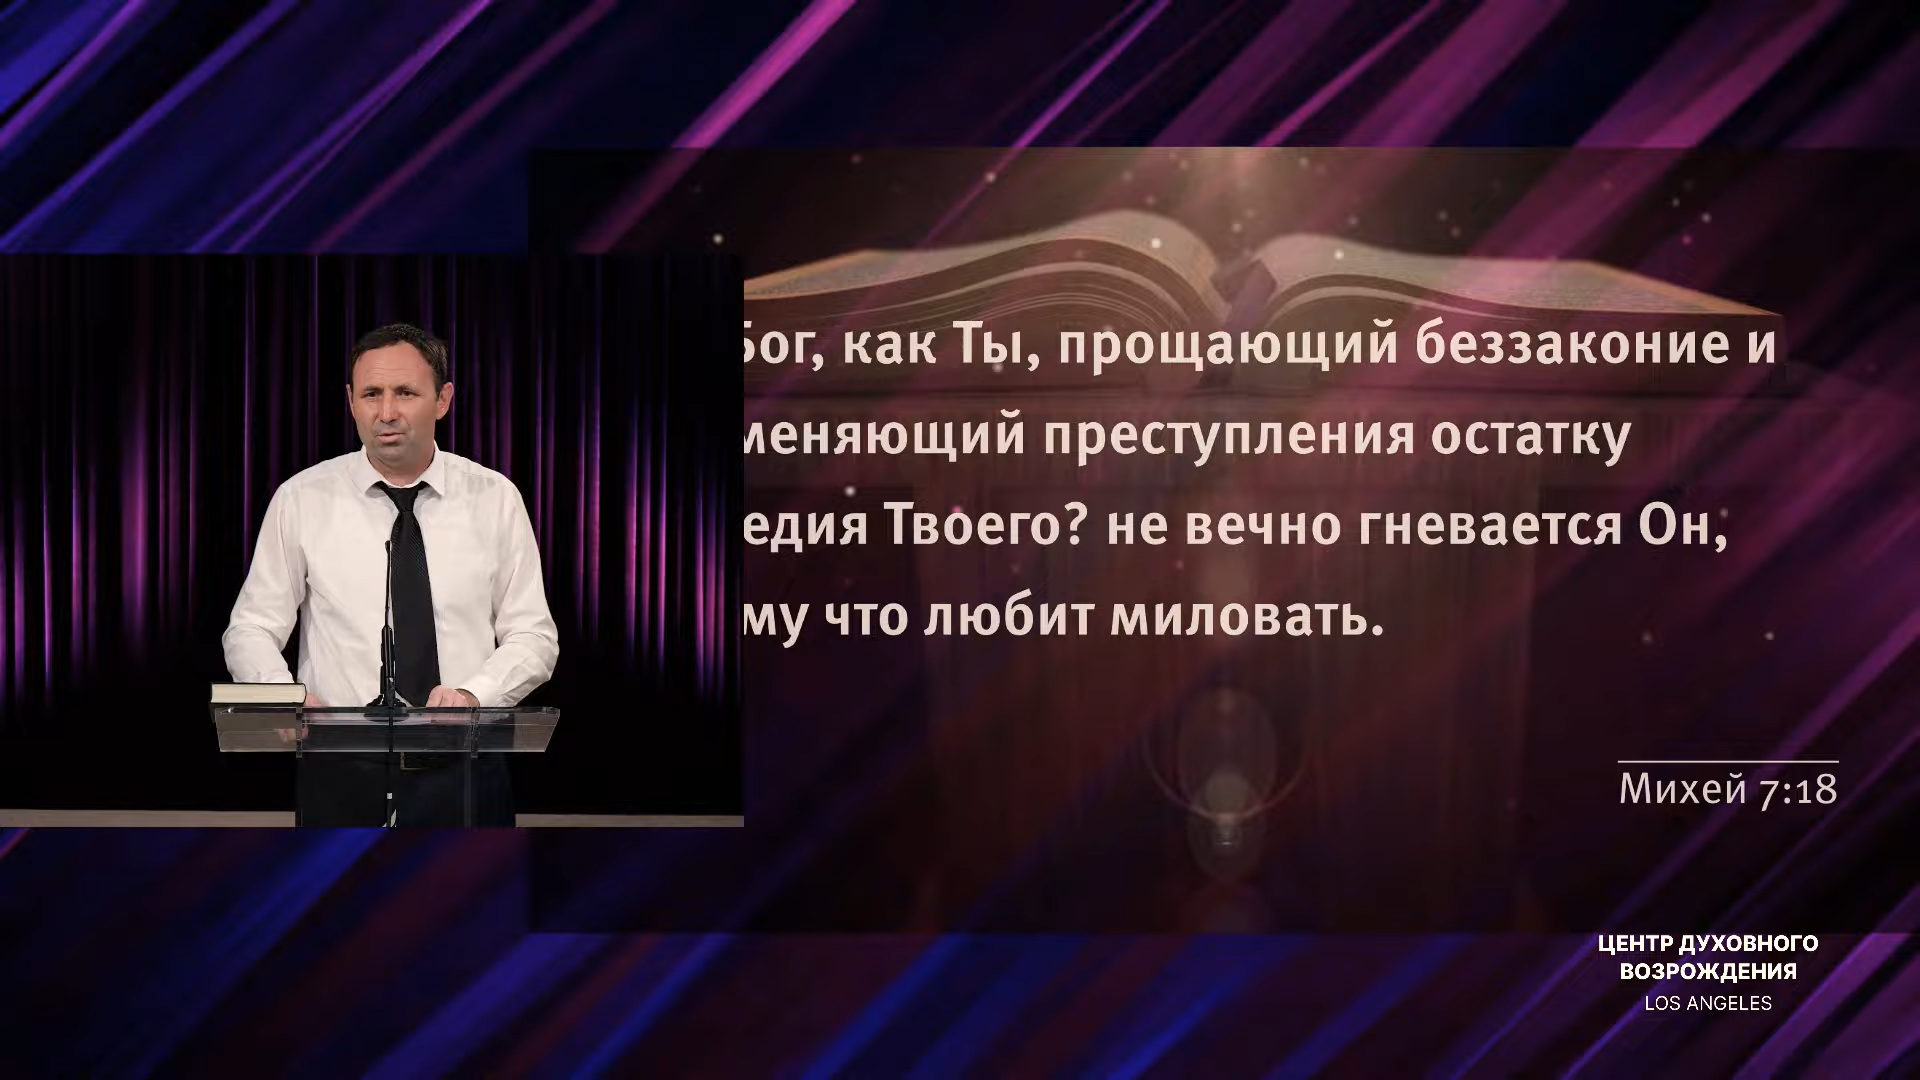 Бог, как Ты, прощающий беззаконие и
меняющий преступления остатку
едия Твоего? не вечно гневается Он,
му что любит миловать.
Михей 7:18
ЦЕНТР ДУХОВНОГО
ВОЗРОЖДЕНИЯ
LOS ANGELES